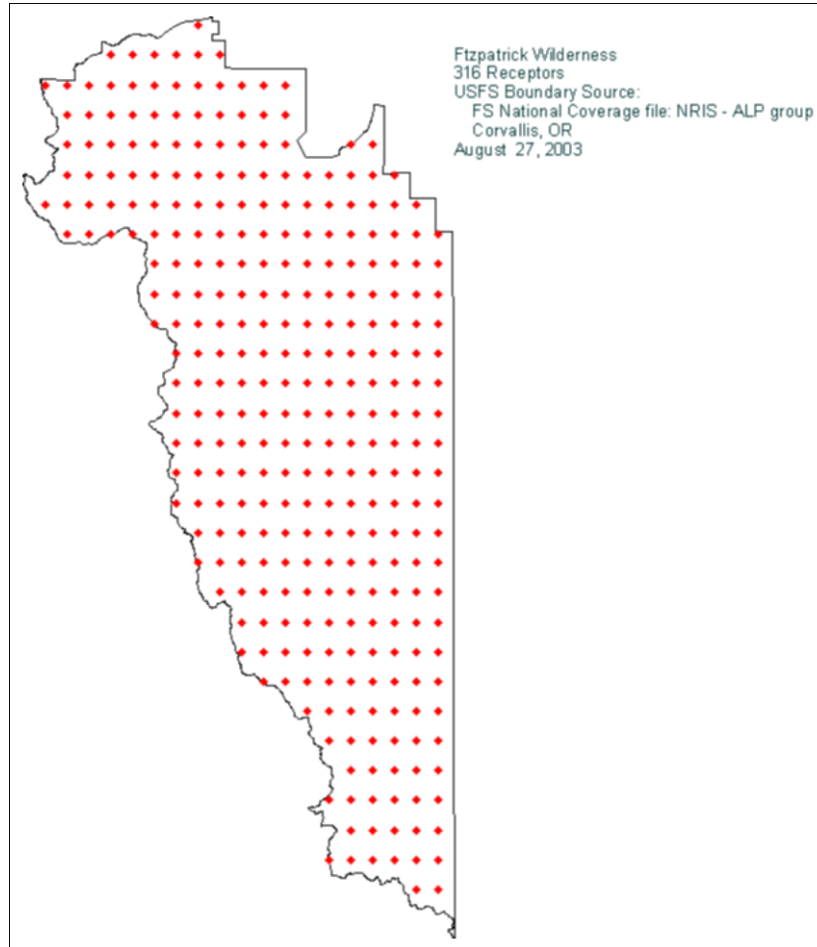 Ftzpatrick Wilderness
316 Receptors
USFS Boundary Source:
FS National Coverage file: NRIS - ALP group
Corvallis, OR
August 27, 2003